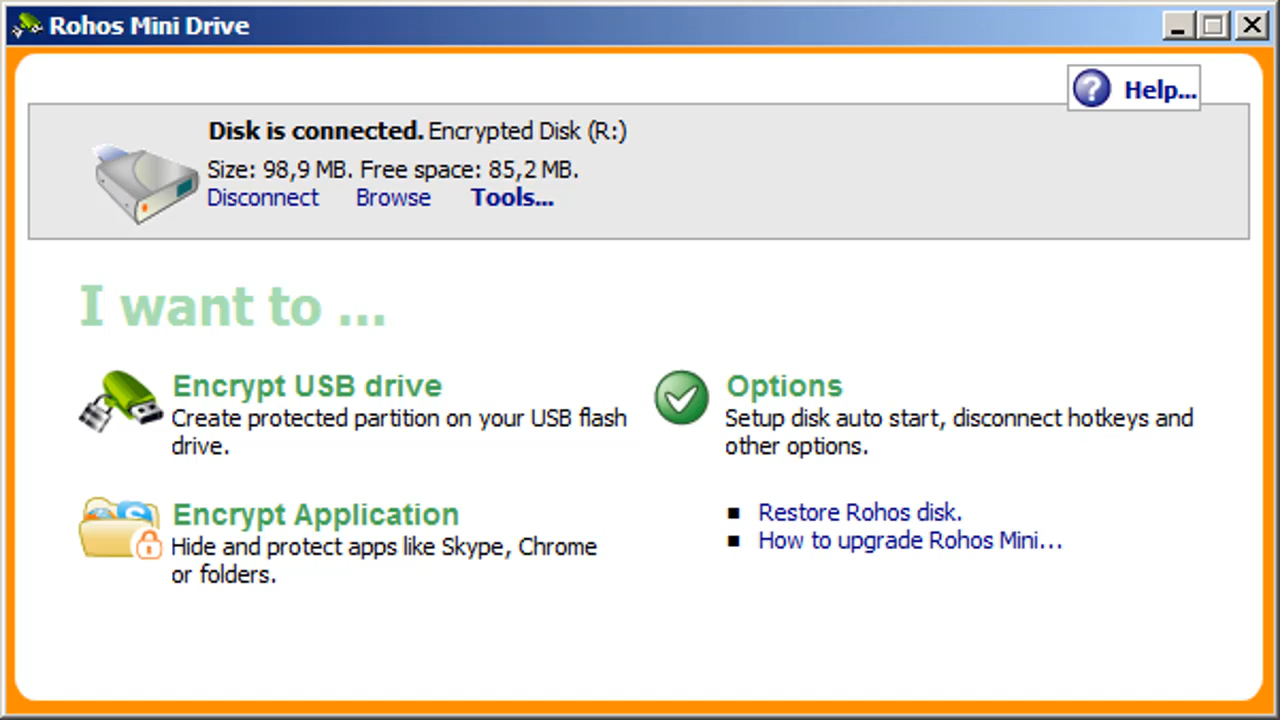 Rohos Mini Drive
Help...
Disk is connected. Encrypted Disk (R:)
Size: 98,9 MB. Free space: 85,2 MB.
Disconnect Browse Tools...
I want to ...
Encrypt USB drive
Create protected partition on your USB flash
drive.
Options
Setup disk auto start, disconnect hotkeys and
other options.
Encrypt Application
Hide and protect apps like Skype, Chrome
or folders.
Restore Rohos disk.
How to upgrade Rohos Mini...